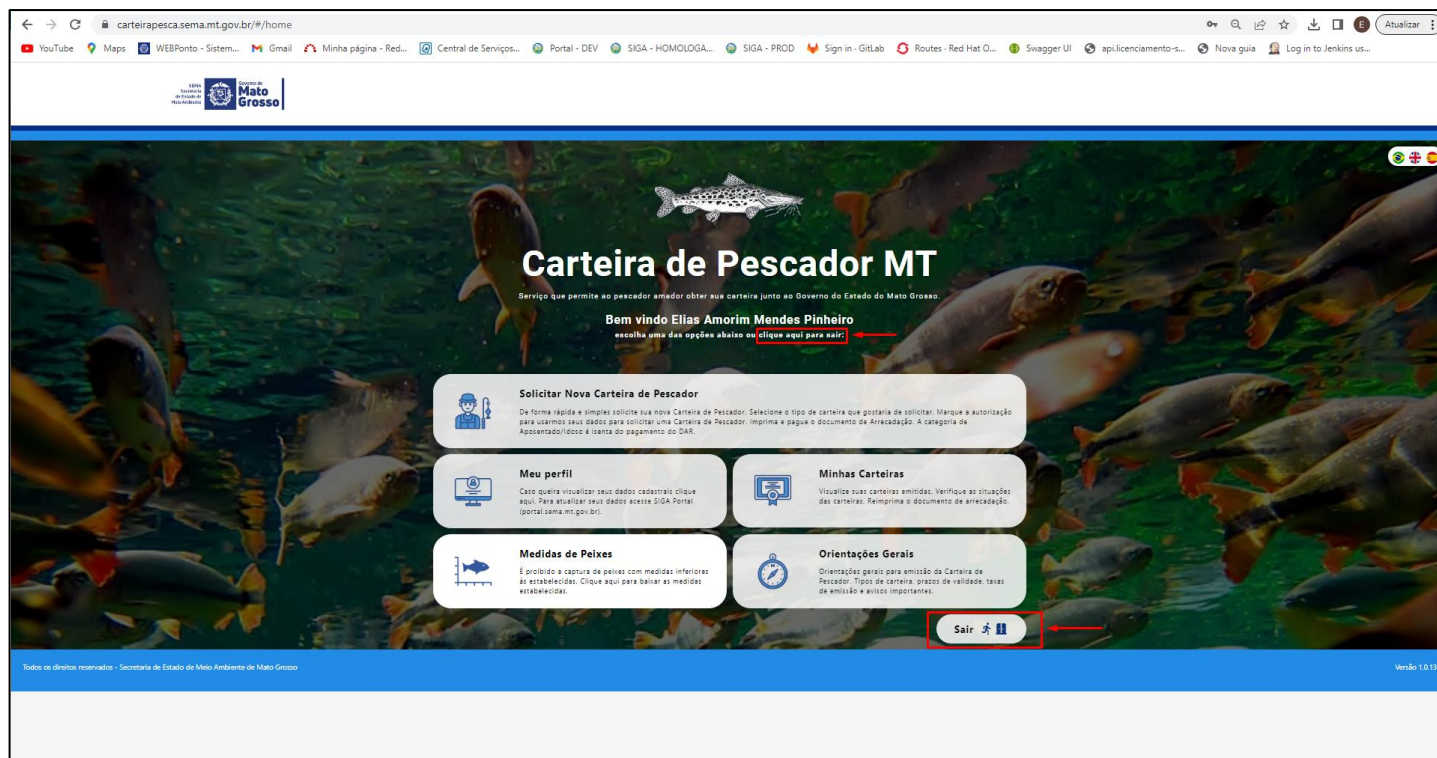 carteirapesca.sema.mt.gov.br/#/home
E
Atualizar
YouTube
Maps
WEBPonto - Sistem...
Gmail
Minha página - Red...
Central de Serviços...
Portal - DEV
SIGA - HOMOLOGA...
SIGA - PROD
Sign in · GitLab
Routes · Red Hat O...
Swagger UI
api.licenciamento-s...
Nova guia
Log in to Jenkins us...
SEMA
Secretaria
de Estado de
Meio Ambiente
Governo de
Mato
Grosso
Carteira de Pescador MT
Serviço que permite ao pescador amador obter sua carteira junto ao Governo do Estado do Mato Grosso.
Bem vindo Elias Amorim Mendes Pinheiro
escolha uma das opções abaixo ou clique aqui para sair:
Solicitar Nova Carteira de Pescador
De forma rápida e simples solicite sua nova Carteira de Pescador. Selecione o tipo de carteira que gostaria de solicitar. Marque a autorização
para usarmos seus dados para solicitar uma Carteira de Pescador. Imprima e pague o documento de Arrecadação. A categoria de
Aposentado/Idoso é isenta do pagamento do DAR.
Meu perfil
Caso queira visualizar seus dados cadastrais clique
aqui. Para atualizar seus dados acesse SIGA Portal
(portal.sema.mt.gov.br).
Minhas Carteiras
Visualize suas carteiras emitidas. Verifique as situações
das carteiras. Reimprima o documento de arrecadação.
Medidas de Peixes
É proibido a captura de peixes com medidas inferiores
às estabelecidas. Clique aqui para baixar as medidas
estabelecidas.
Orientações Gerais
Orientações gerais para emissão da Carteira de
Pescador. Tipos de carteira, prazos de validade, taxas
de emissão e avisos importantes.
Sair
Todos os direitos reservados - Secretaria de Estado de Meio Ambiente de Mato Grosso
Versão 1.0.13